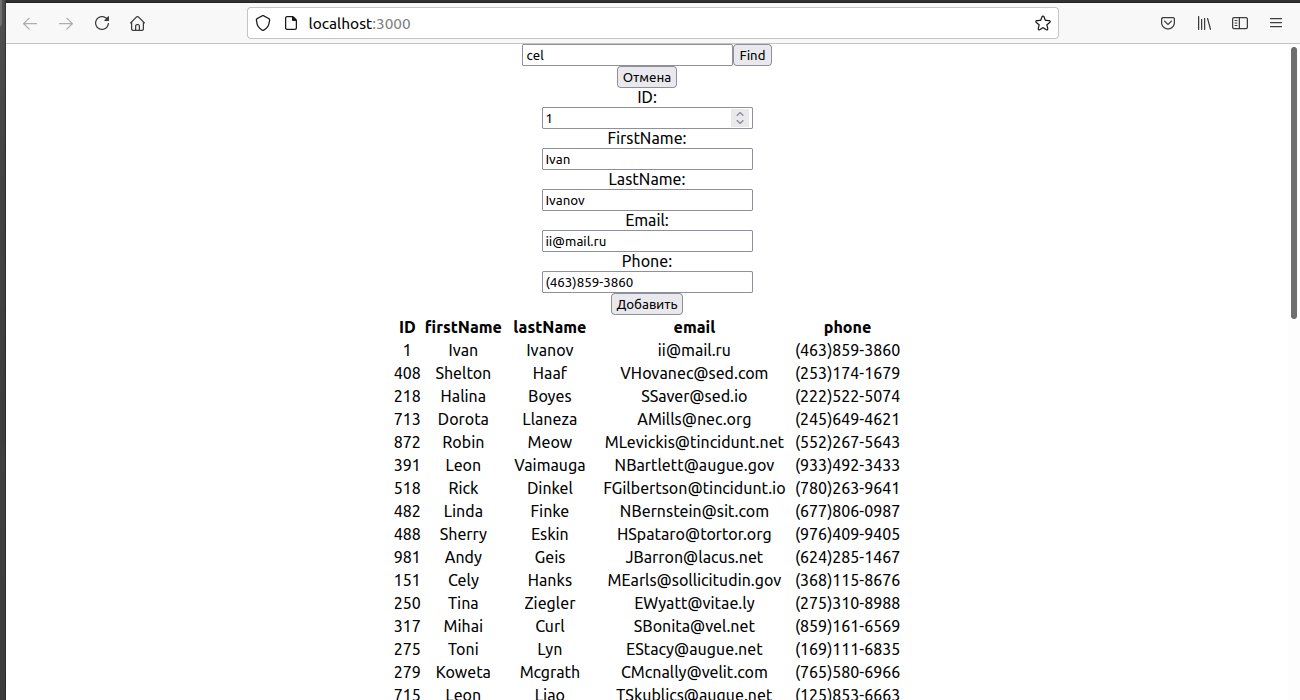 localhost:3000
cel Find
Отмена
ID:
1
FirstName:
Ivan
LastName:
Ivanov
Email:
ii@mail.ru
Phone:
(463)859-3860
Добавить
ID firstName lastName email phone
1 Ivan Ivanov ii@mail.ru (463)859-3860
408 Shelton Haaf VHovanec@sed.com (253)174-1679
218 Halina Boyes SSaver@sed.io (222)522-5074
713 Dorota Llaneza AMills@nec.org (245)649-4621
872 Robin Meow MLevickis@tincidunt.net (552)267-5643
391 Leon Vaimauga NBartlett@augue.gov (933)492-3433
518 Rick Dinkel FGilbertson@tincidunt.io (780)263-9641
482 Linda Finke NBernstein@sit.com (677)806-0987
488 Sherry Eskin HSpataro@tortor.org (976)409-9405
981 Andy Geis JBarron@lacus.net (624)285-1467
151 Cely Hanks MEarls@sollicitudin.gov (368)115-8676
250 Tina Ziegler EWyatt@vitae.ly (275)310-8988
317 Mihai Curl SBonita@vel.net (859)161-6569
275 Toni Lyn EStacy@augue.net (169)111-6835
279 Koweta Mcgrath CMcnally@velit.com (765)580-6966
715 Leon Liao TSkublics@augue.net (125)853-6663